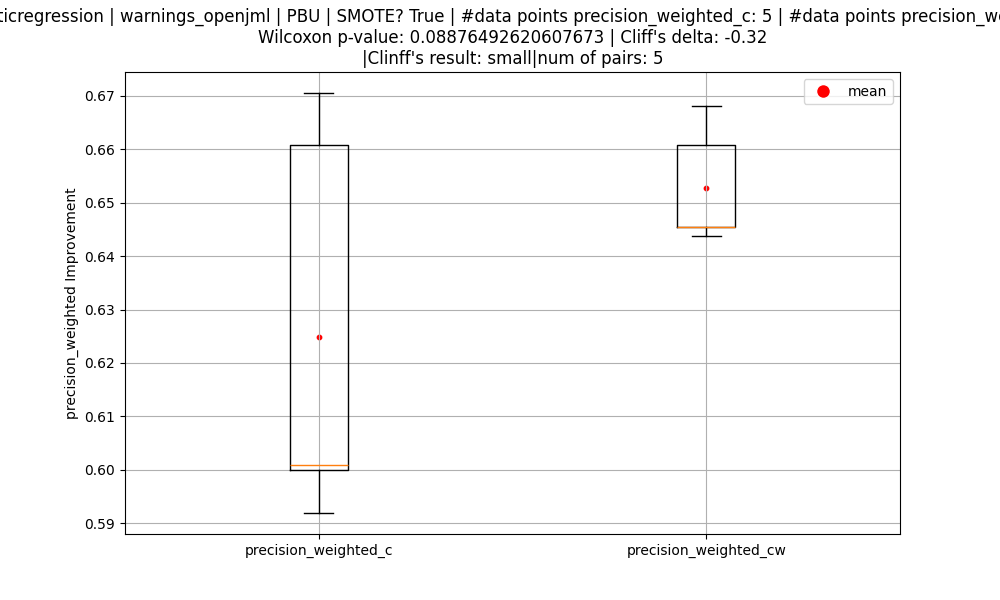 ticregression | warnings_openjml | PBU | SMOTE? True | #data points precision_weighted_c: 5 | #data points precision_w
Wilcoxon p-value: 0.08876492620607673 | Cliff's delta: -0.32
|Clinff's result: small|num of pairs: 5
mean
0.67
0.66
0.65
0.64
0.63
0.62
0.61
0.60
0.59
precision_weighted Improvement
precision_weighted_c
precision_weighted_cw